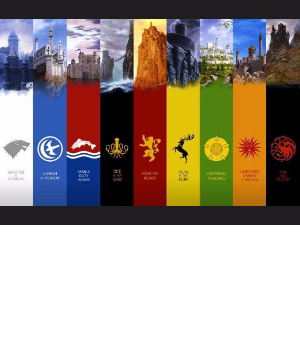 WINTER
IS
COMING
AS HIGH
AS HONOR
FAMILY
DUTY
HONOR
WE
DO NOT
SOW
HEAR ME
ROAR!
OURS
IS THE
FURY
GROWING
STRONG
UNBOWED
UNBENT
UNBROKEN
FIRE
AND
BLOOD